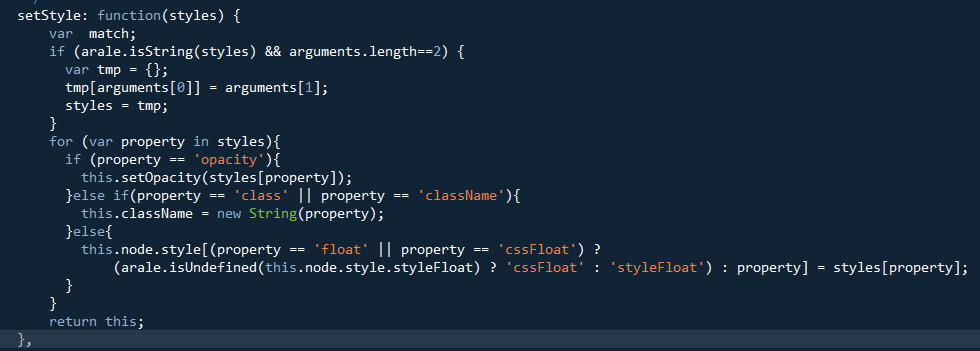 setStyle: function(styles) {
    var  match;
    if (arale.isString(styles) && arguments.length==2) {
      var tmp = {};
      tmp[arguments[0]] = arguments[1];
      styles = tmp;
    }
    for (var property in styles){
      if (property == 'opacity'){
        this.setOpacity(styles[property]);
      }else if(property == 'class' || property == 'className'){
        this.className = new String(property);
      }else{
        this.node.style[(property == 'float' || property == 'cssFloat') ?
            (arale.isUndefined(this.node.style.styleFloat) ? 'cssFloat' : 'styleFloat') : property] = styles[property];
      }
    }
    return this;
},